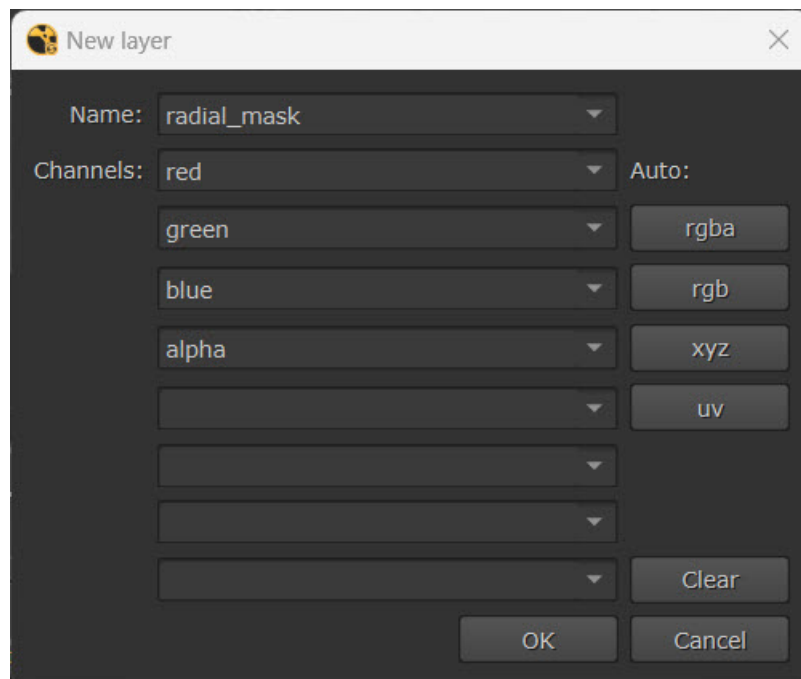 New layer
Name: radial_mask
Channels: red Auto:
green rgba
blue rgb
alpha xyz
uv
Clear
OK Cancel